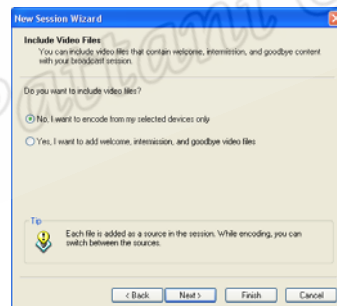 New Session Wizard
Include Video Files
You can include video files that contain welcome, intermission, and goodbye content
with your broadcast session.
Do you want to include video files?
No, I want to encode from my selected devices only
Yes, I want to add welcome, intermission, and goodbye video files
Tip
Each file is added as a source in the session. While encoding, you can
switch between the sources.
< Back
Next >
Finish
Cancel